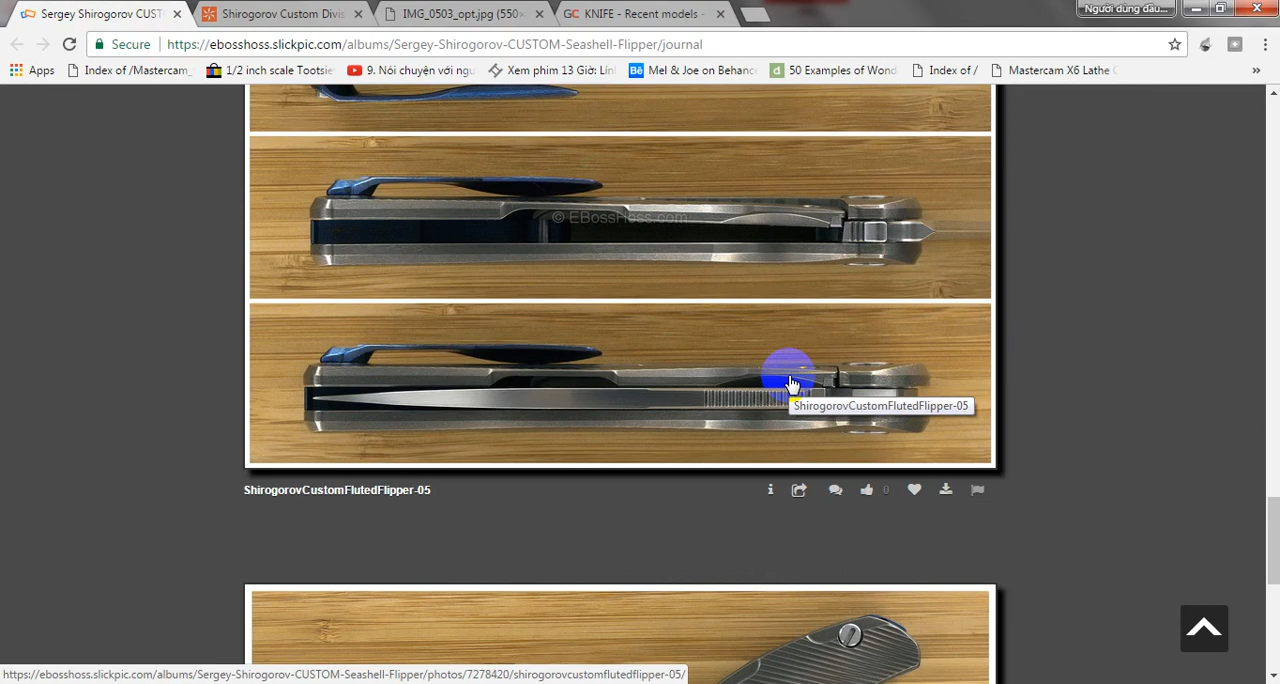 Sergey Shirogorov CUST
Shirogorov Custom Divis
IMG_0503_opt.jpg (550×
GC KNIFE - Recent models -
Người dùng đầu...
Secure
https://ebosshoss.slickpic.com/albums/Sergey-Shirogorov-CUSTOM-Seashell-Flipper/journal
Apps
Index of /Mastercam_
1/2 inch scale Tootsie
9. Nói chuyện với ngu
Xem phim 13 Giờ: Lín
Bē Mel & Joe on Behanc
d 50 Examples of Wond
Index of /
Mastercam X6 Lathe C
»
© EBossHoss.com
ShirogorovCustomFlutedFlipper-05
ShirogorovCustomFlutedFlipper-05
0
https://ebosshoss.slickpic.com/albums/Sergey-Shirogorov-CUSTOM-Seashell-Flipper/photos/7278420/shirogorovcustomflutedflipper-05/